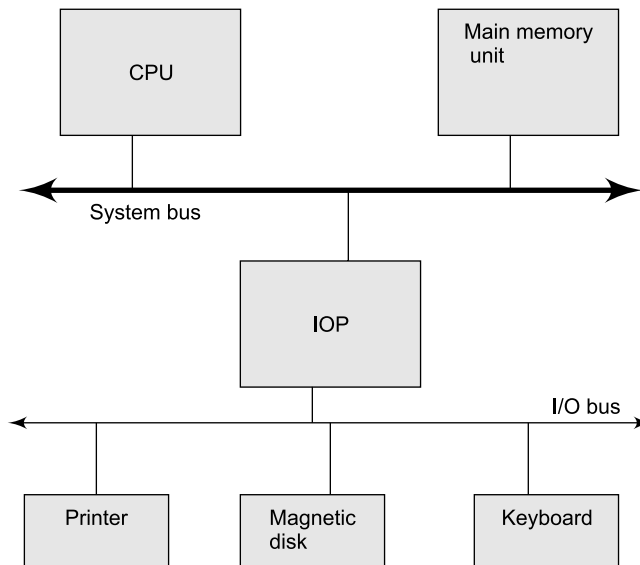 CPU
Main memory
unit
System bus
IOP
I/O bus
Printer
Magnetic
disk
Keyboard